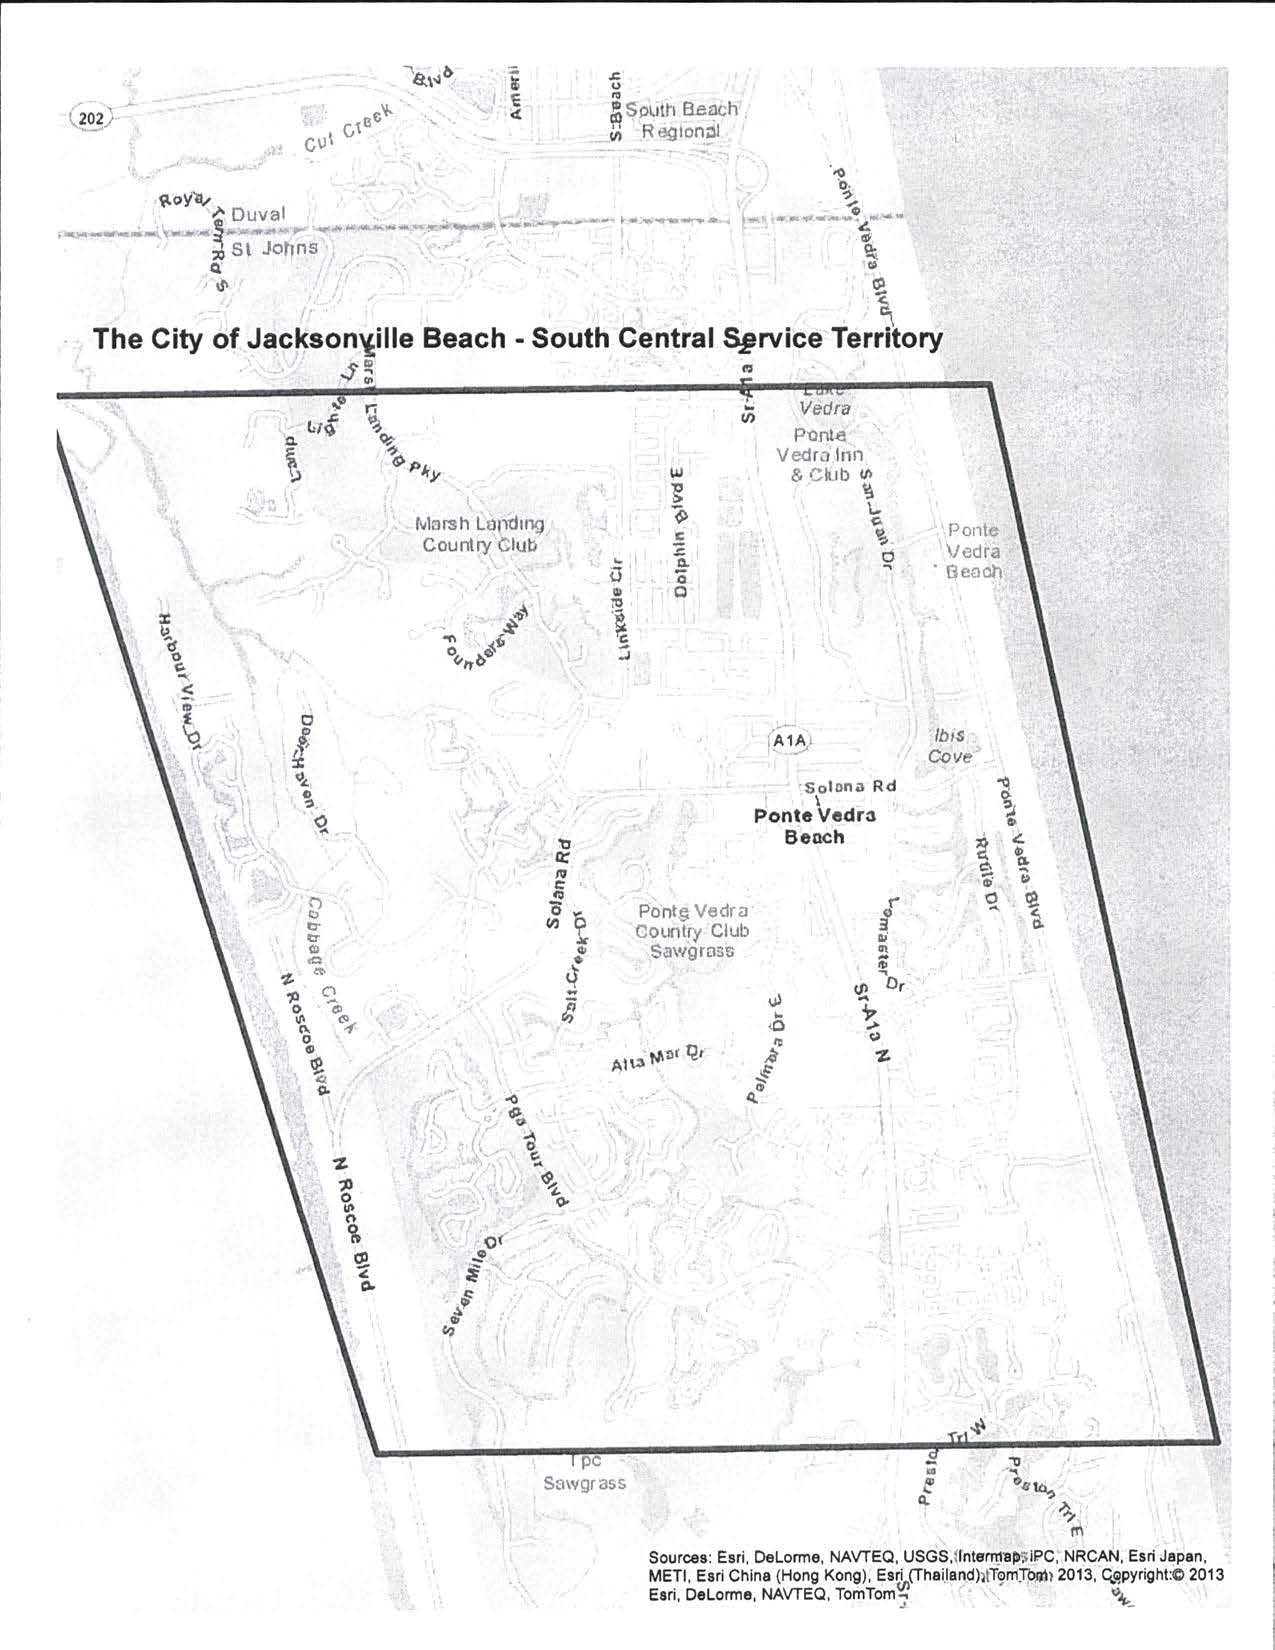 Blvd
202
Cut Creek
South Beach
Regional
Royal Tern Rd S
Duval
St Johns
Ponte Vedra Blvd
The City of Jacksonville Beach - South Central Service Territory
Lamp Lighter Ln
Marsh Landing Pky
Sr-A1a N
Lake
Vedra
Ponte
Vedra Inn
& Club
San-Juan Dr
Dolphin Blvd E
Marsh Landing
Country Club
Ponte
Vedra
Beach
Linkside Cir
Founders Way
Harbour View Dr
Deer Haven Dr
A1A
Ibis
Cove
Solana Rd
Ponte Vedra
Beach
Ponte Vedra Blvd
Rutile Dr
Solana Rd
Salt Creek Dr
Ponte Vedra
Country Club
Sawgrass
Lemaster Dr
Cabbage Creek
N Roscoe Blvd
Sr-A1a N
Palmera Dr E
Alta Mar Dr
Pga Tour Blvd
N Roscoe Blvd
Seven Mile Dr
Tpc
Sawgrass
Trl W
Preston Trl E
Sources: Esri, DeLorme, NAVTEQ, USGS, Intermap, iPC, NRCAN, Esri Japan,
METI, Esri China (Hong Kong), Esri (Thailand), TomTom, 2013, Copyright:© 2013
Esri, DeLorme, NAVTEQ, TomTom